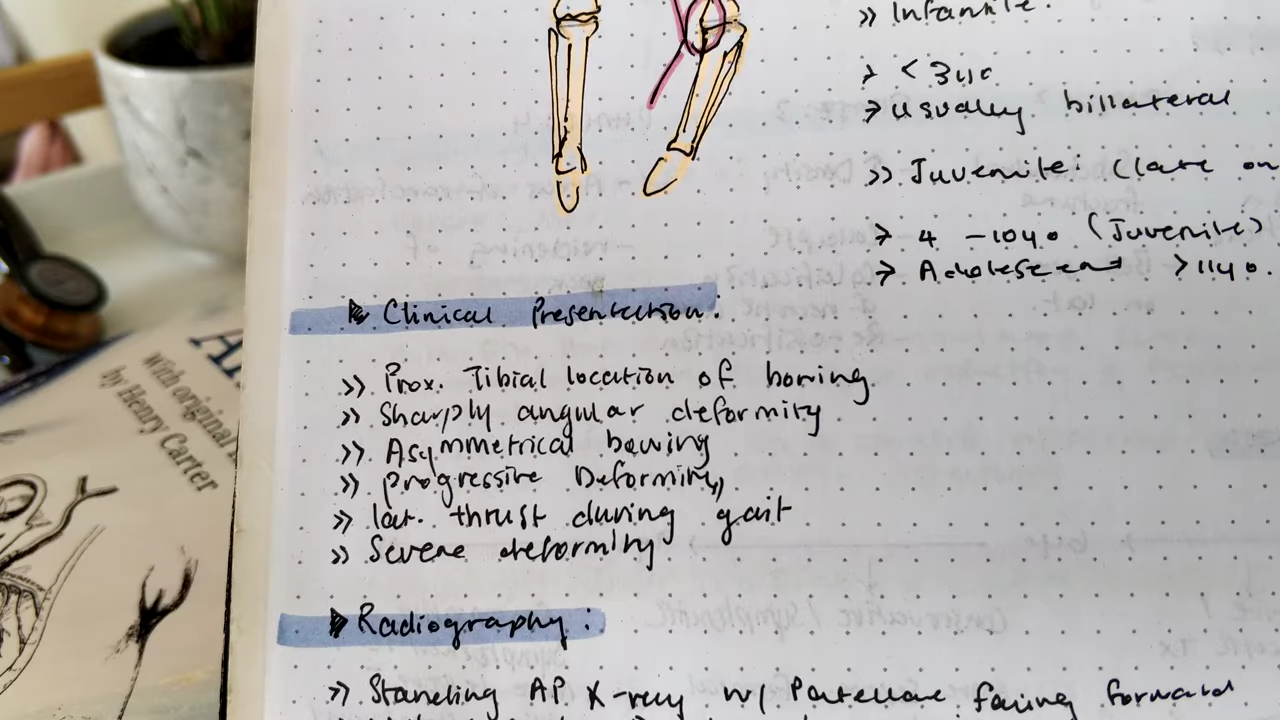 >> Infantile.
> < 3y/o
> usually billateral
>> Juvenile: (late on
> 4 - 10y o (Juvenile)
> Adolescent > 11y o.
Clinical Presentation:
>> Prox. Tibial location of bowing
>> Sharply angular deformity
>> Asymmetrical bowing
>> Progressive Deformity
>> lat. thrust during gait
>> Severe deformity
Radiography:
>> Standing AP X-ray w/ Patellae facing forward
With original
by Henry Carter